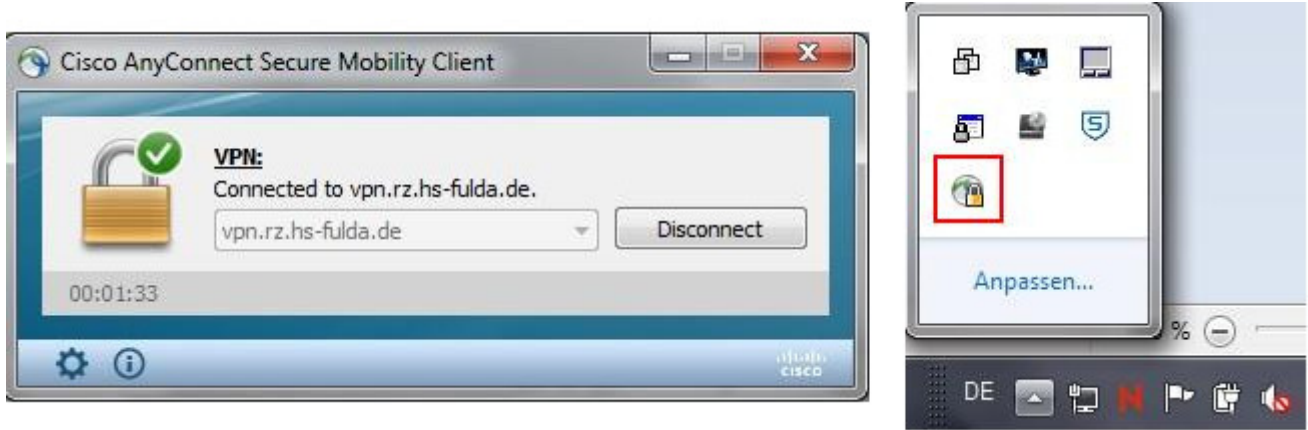 Cisco AnyConnect Secure Mobility Client
VPN:
Connected to vpn.rz.hs-fulda.de.
vpn.rz.hs-fulda.de
Disconnect
00:01:33
CISCO
Anpassen...
%
DE